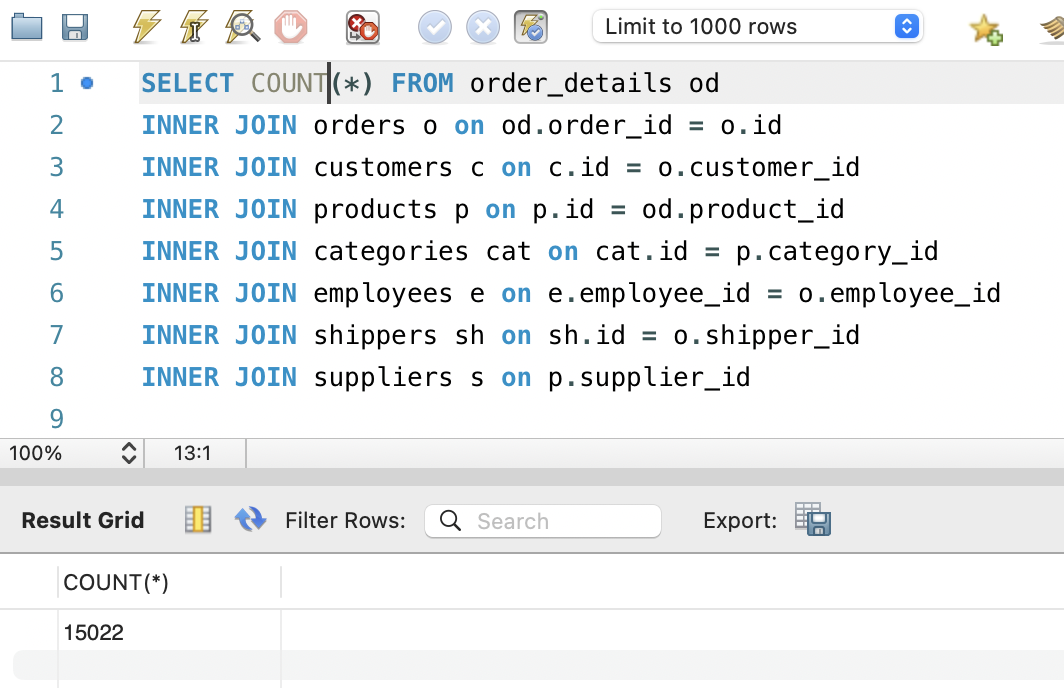 Limit to 1000 rows
1 SELECT COUNT(*) FROM order_details od
2 INNER JOIN orders o on od.order_id = o.id
3 INNER JOIN customers c on c.id = o.customer_id
4 INNER JOIN products p on p.id = od.product_id
5 INNER JOIN categories cat on cat.id = p.category_id
6 INNER JOIN employees e on e.employee_id = o.employee_id
7 INNER JOIN shippers sh on sh.id = o.shipper_id
8 INNER JOIN suppliers s on p.supplier_id
9
100% 13:1
Result Grid Filter Rows: Search Export:
COUNT(*)
15022